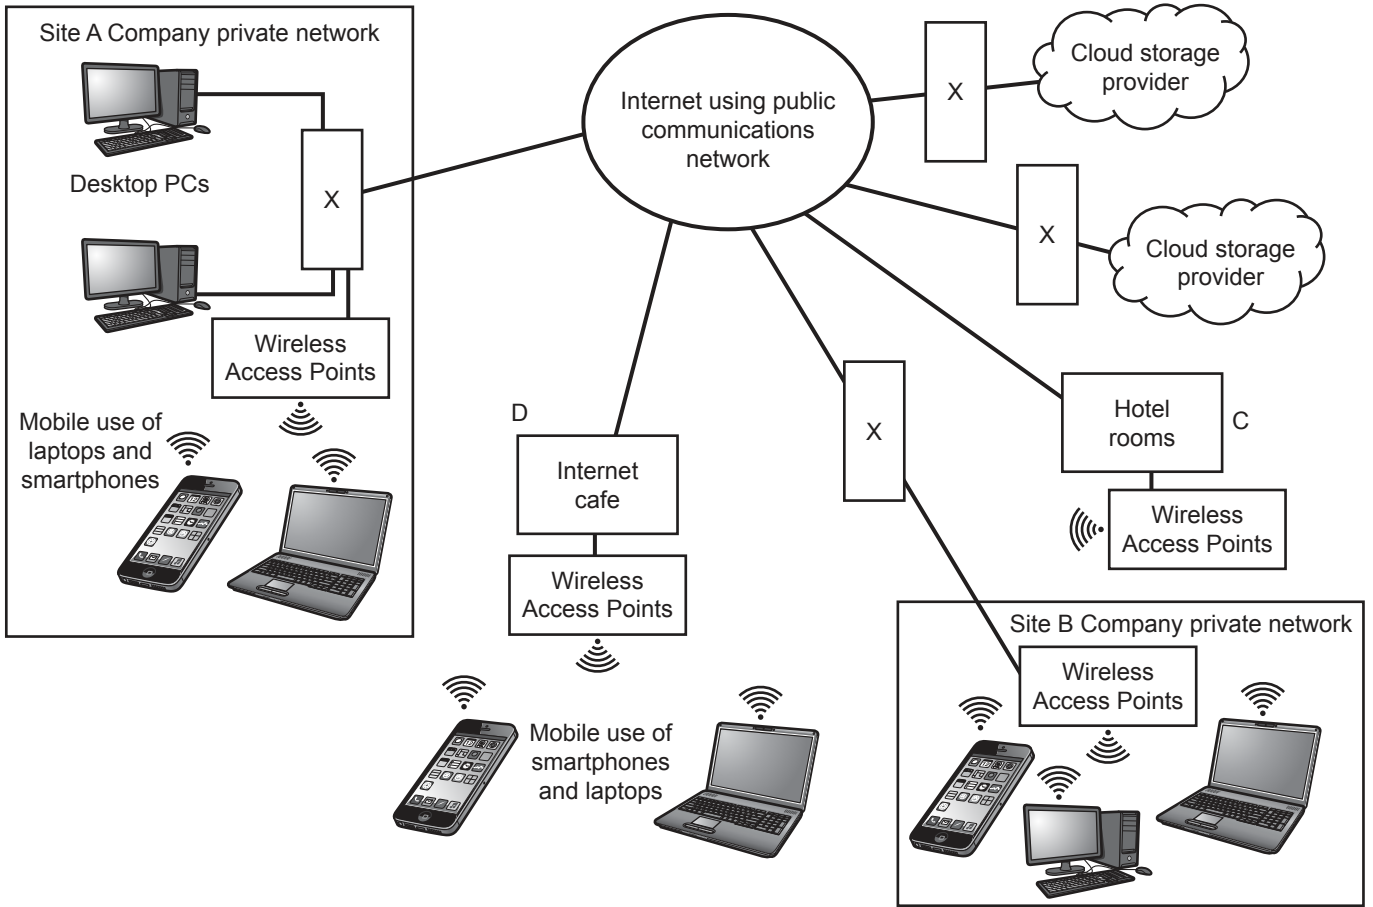 Site A Company private network
Desktop PCs
X
Wireless
Access Points
Mobile use of
laptops and
smartphones
Internet using public
communications
network
X
Cloud storage
provider
X
Cloud storage
provider
D
Internet
cafe
Wireless
Access Points
Mobile use of
smartphones
and laptops
X
Hotel
rooms
C
Wireless
Access Points
Site B Company private network
Wireless
Access Points